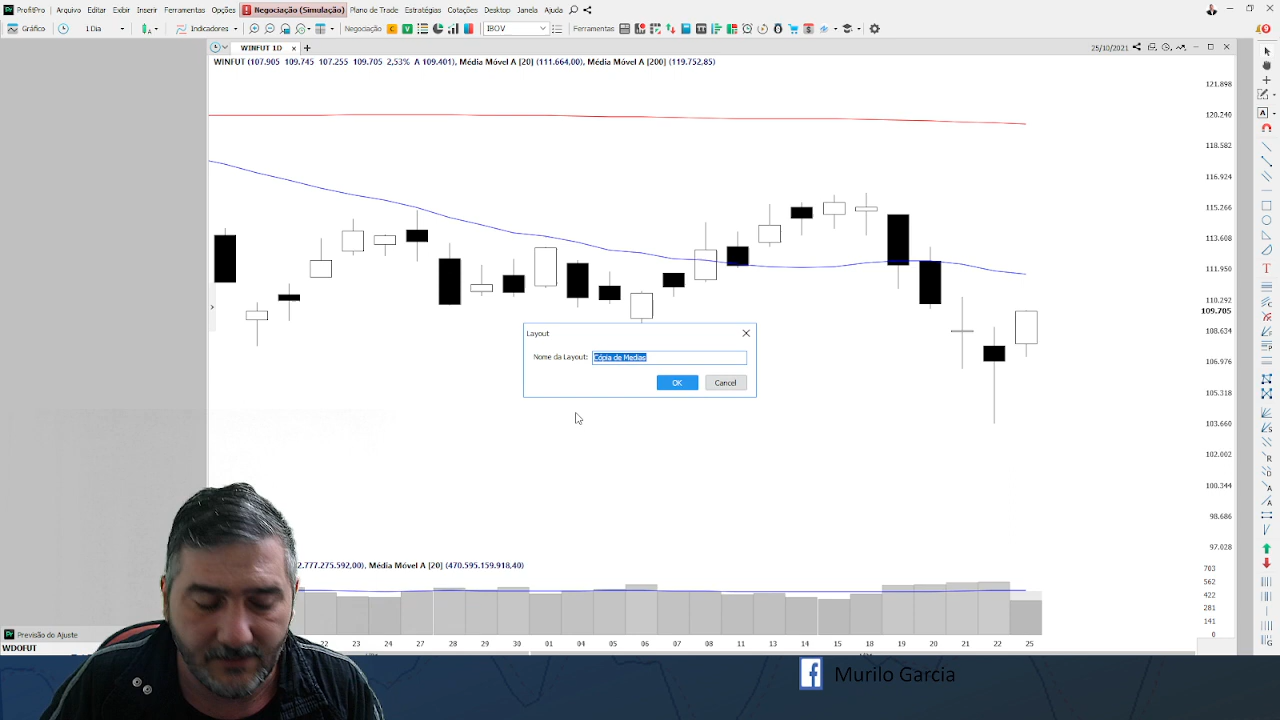 ProfitPro Arquivo Editar Exibir Inserir Ferramentas Opções Negociação (Simulação) Plano de Trade Estratégias Cotações Desktop Janela Ajuda
Gráfico 1 Dia Indicadores Negociação IBOV Ferramentas
WINFUT 1D
25/10/2021
WINFUT (107.905 109.745 107.255 109.705 2,53% A 109.401), Média Móvel A [20] (111.664,00), Média Móvel A [200] (119.752,85)
121.898
120.240
118.582
116.924
115.266
113.608
111.950
110.292
109.705
108.634
106.976
105.318
103.660
102.002
100.344
98.686
97.028
Layout
Nome da Layout: Cópia de Medias
OK Cancel
2.777.275.592,00), Média Móvel A [20] (470.595.159.918,40)
703
562
422
281
141
0
Previsão do Ajuste
WDOFUT
22 23 24 27 28 29 30 01 04 05 06 07 08 11 13 14 15 18 19 20 21 22 25
Murilo Garcia